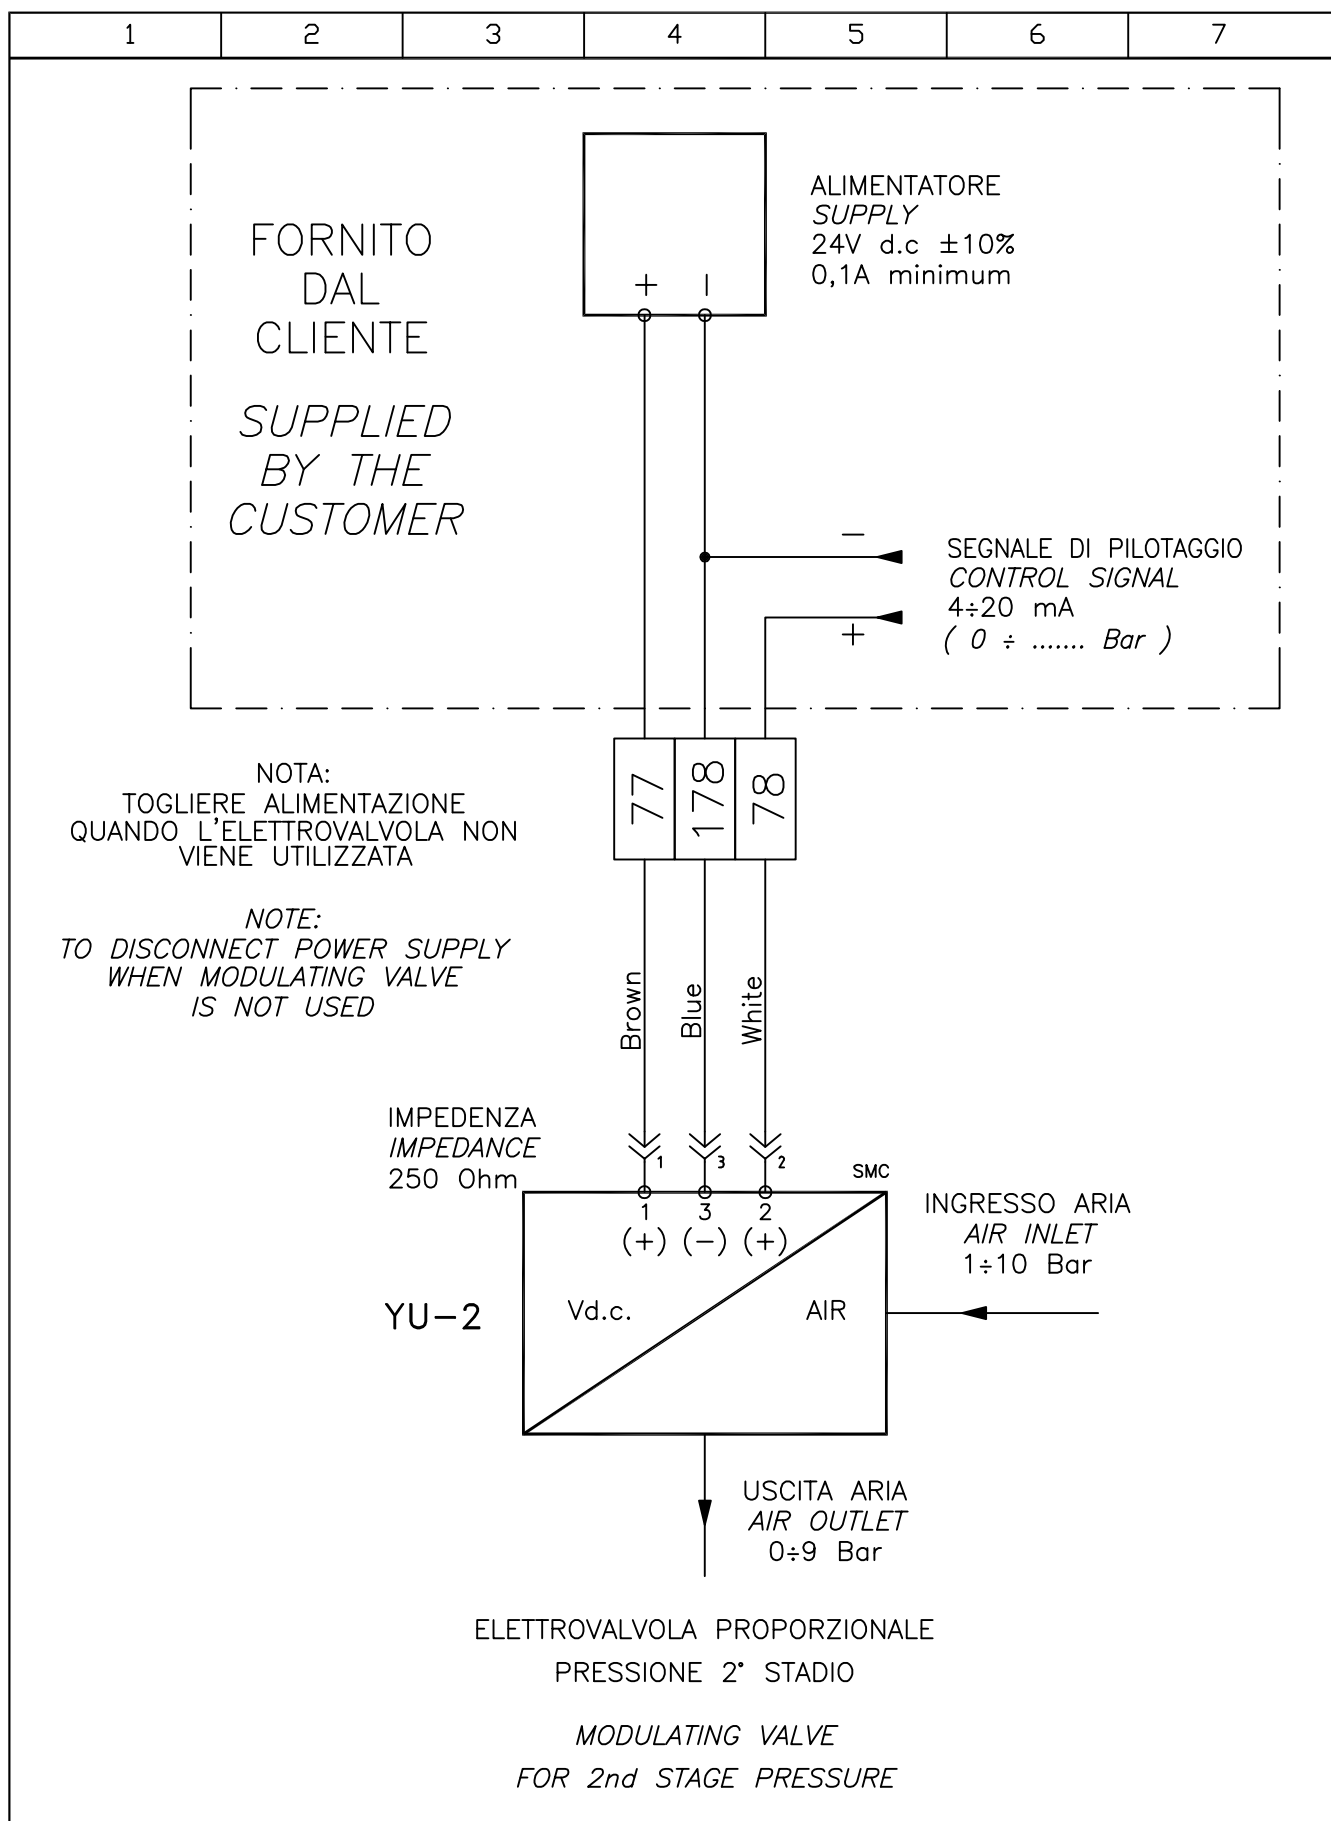 1 2 3 4 5 6 7
ALIMENTATORE
SUPPLY
24V d.c ±10%
0,1A minimum
FORNITO
DAL
CLIENTE
+ −
SUPPLIED
BY THE
CUSTOMER
−
SEGNALE DI PILOTAGGIO
CONTROL SIGNAL
4÷20 mA
( 0 ÷ ....... Bar )
+
77 178 78
NOTA:
TOGLIERE ALIMENTAZIONE
QUANDO L'ELETTROVALVOLA NON
VIENE UTILIZZATA
NOTE:
TO DISCONNECT POWER SUPPLY
WHEN MODULATING VALVE
IS NOT USED
Brown Blue White
IMPEDENZA
IMPEDANCE
250 Ohm
1 3 2
SMC
1 3 2
(+) (−) (+)
INGRESSO ARIA
AIR INLET
1÷10 Bar
YU−2
Vd.c.
AIR
USCITA ARIA
AIR OUTLET
0÷9 Bar
ELETTROVALVOLA PROPORZIONALE
PRESSIONE 2° STADIO
MODULATING VALVE
FOR 2nd STAGE PRESSURE